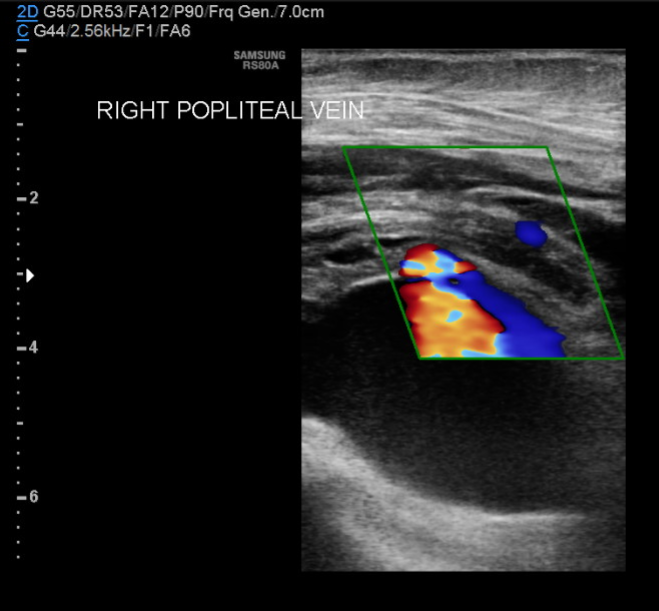 2D G55/DR53/FA12/P90/Frq Gen./7.0cm
C G44/2.56kHz/F1/FA6
SAMSUNG
RS80A
RIGHT POPLITEAL VEIN
2
4
6